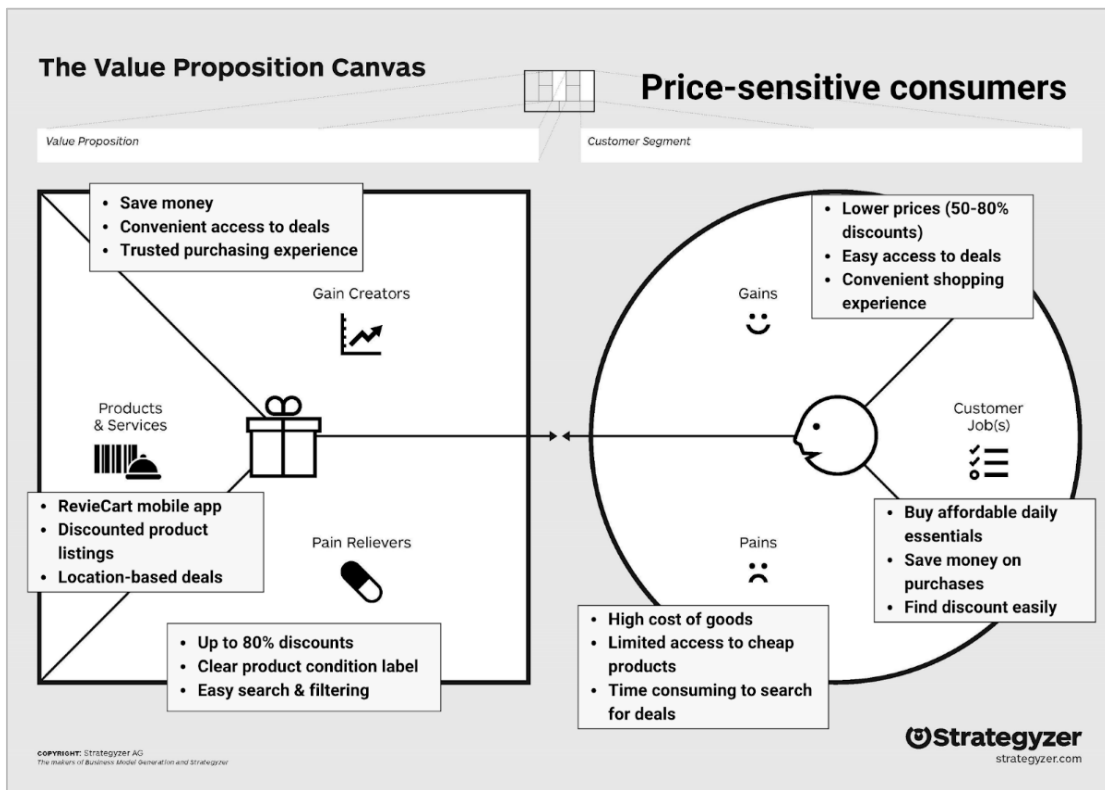 The Value Proposition Canvas
Price-sensitive consumers
Value Proposition
Customer Segment
• Save money
• Convenient access to deals
• Trusted purchasing experience
Gain Creators
Products
& Services
• RevieCart mobile app
• Discounted product
listings
• Location-based deals
Pain Relievers
• Up to 80% discounts
• Clear product condition label
• Easy search & filtering
• Lower prices (50-80%
discounts)
• Easy access to deals
• Convenient shopping
experience
Gains
Customer
Job(s)
• Buy affordable daily
essentials
• Save money on
purchases
• Find discount easily
Pains
• High cost of goods
• Limited access to cheap
products
• Time consuming to search
for deals
COPYRIGHT: Strategyzer AG
The makers of Business Model Generation and Strategyzer
Strategyzer
strategyzer.com